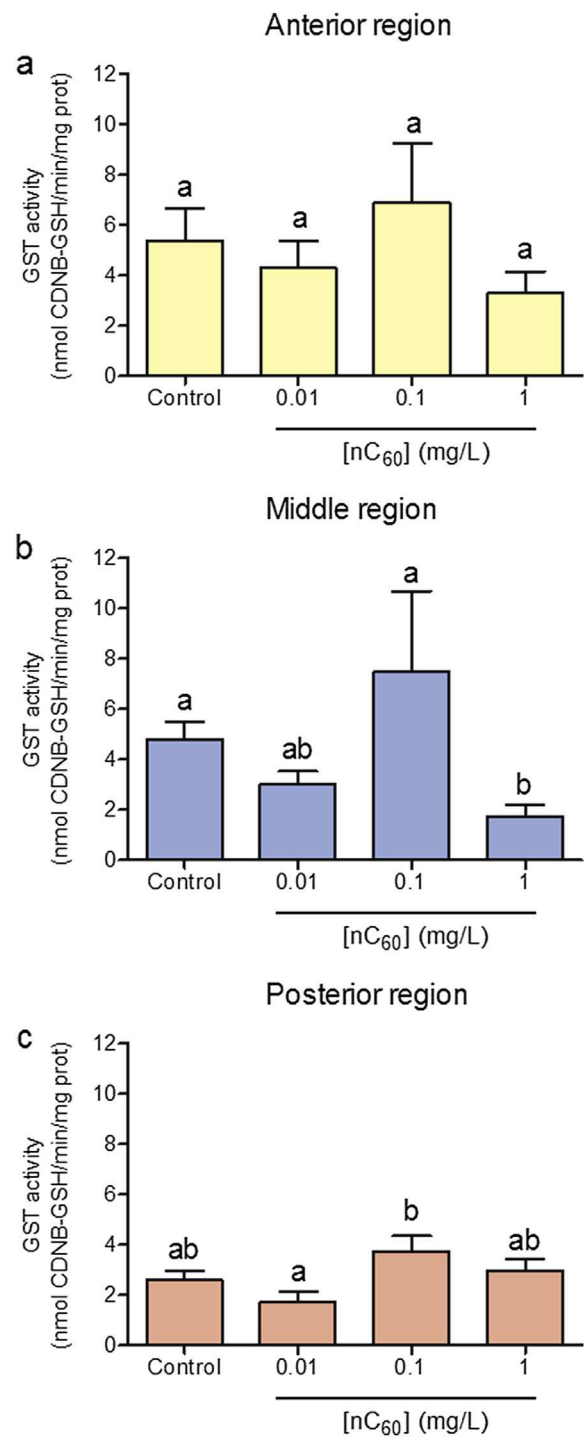 Anterior region
a
GST activity
(nmol CDNB-GSH/min/mg prot)
12
10
8
6
4
2
0
a
a
a
a
Control
0.01
0.1
1
[nC60] (mg/L)
Middle region
b
GST activity
(nmol CDNB-GSH/min/mg prot)
12
10
8
6
4
2
0
a
ab
a
b
Control
0.01
0.1
1
[nC60] (mg/L)
Posterior region
c
GST activity
(nmol CDNB-GSH/min/mg prot)
12
10
8
6
4
2
0
ab
a
b
ab
Control
0.01
0.1
1
[nC60] (mg/L)